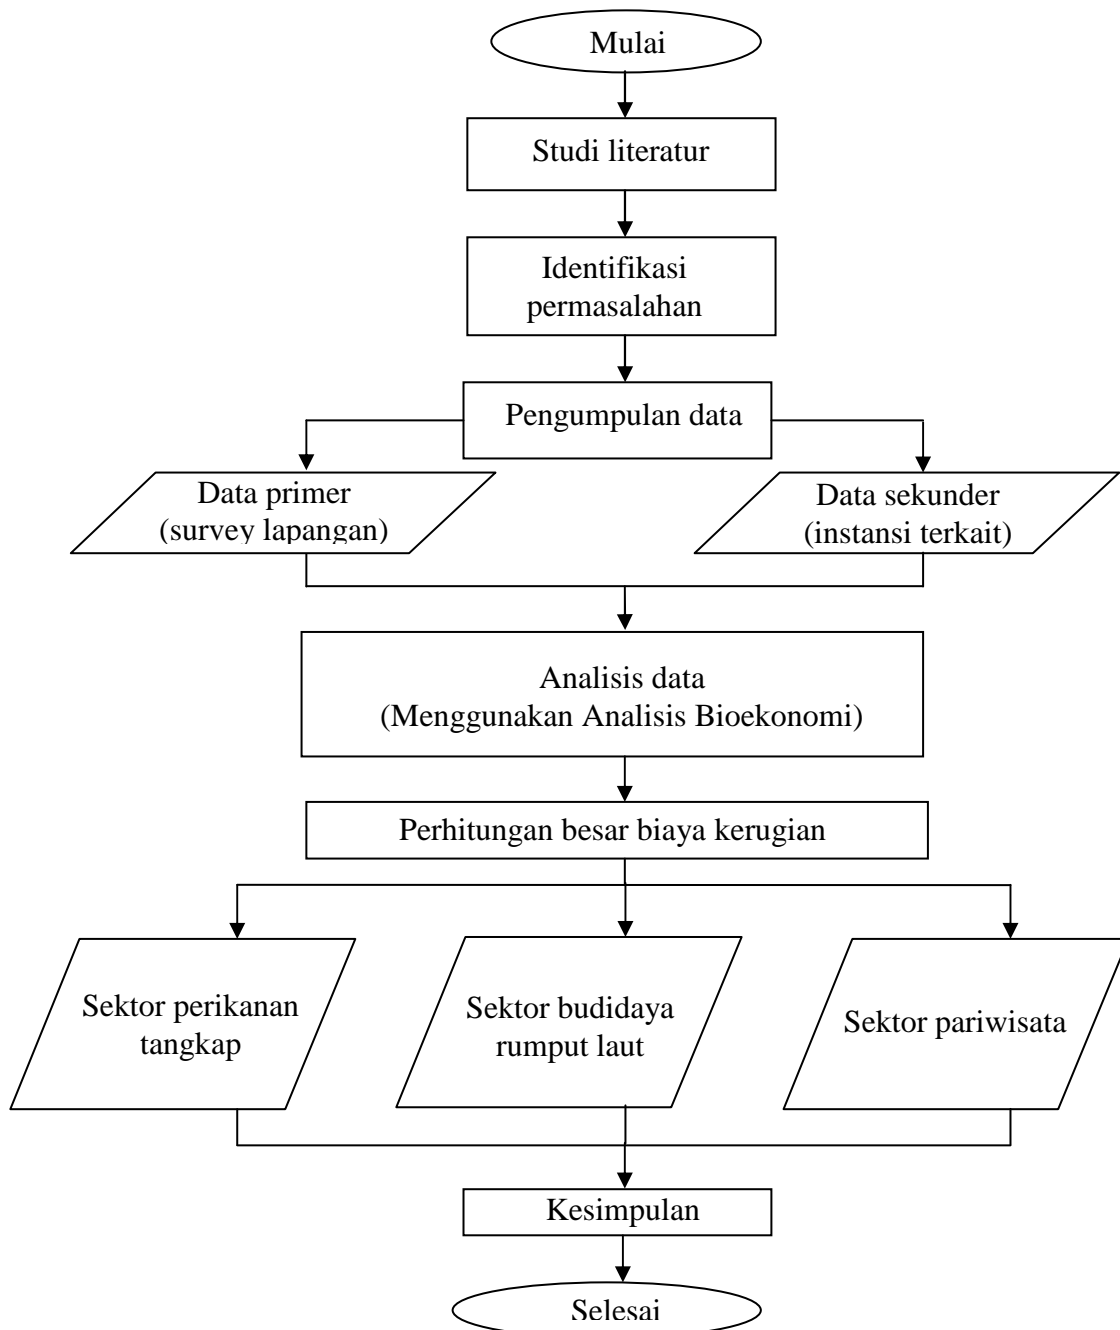 Mulai
Studi literatur
Identifikasi
permasalahan
Pengumpulan data
Data primer
(survey lapangan)
Data sekunder
(instansi terkait)
Analisis data
(Menggunakan Analisis Bioekonomi)
Perhitungan besar biaya kerugian
Sektor perikanan
tangkap
Sektor budidaya
rumput laut
Sektor pariwisata
Kesimpulan
Selesai